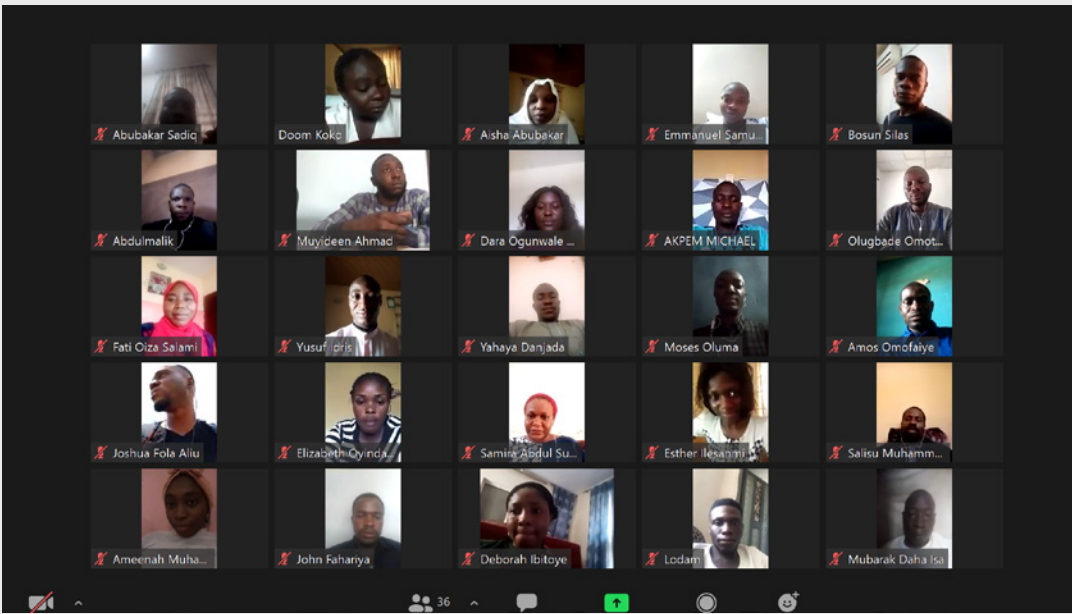 Abubakar Sadiq
Doom Koko
Aisha Abubakar
Emmanuel Samu...
Bosun Silas
Abdulmalik
Muyideen Ahmad
Dara Ogunwale ...
AKPEM MICHAEL
Olugbade Omot...
Fati Oiza Salami
Yusuf Idris
Yahaya Danjada
Moses Oluma
Amos Omofaiye
Joshua Fola Aliu
Elizabeth Oyinda...
Samira Abdul Su...
Esther Ilesanmi
Salisu Muhamm...
Ameenah Muha...
John Fahariya
Deborah Ibitoye
Lodam
Mubarak Daha Isa
36